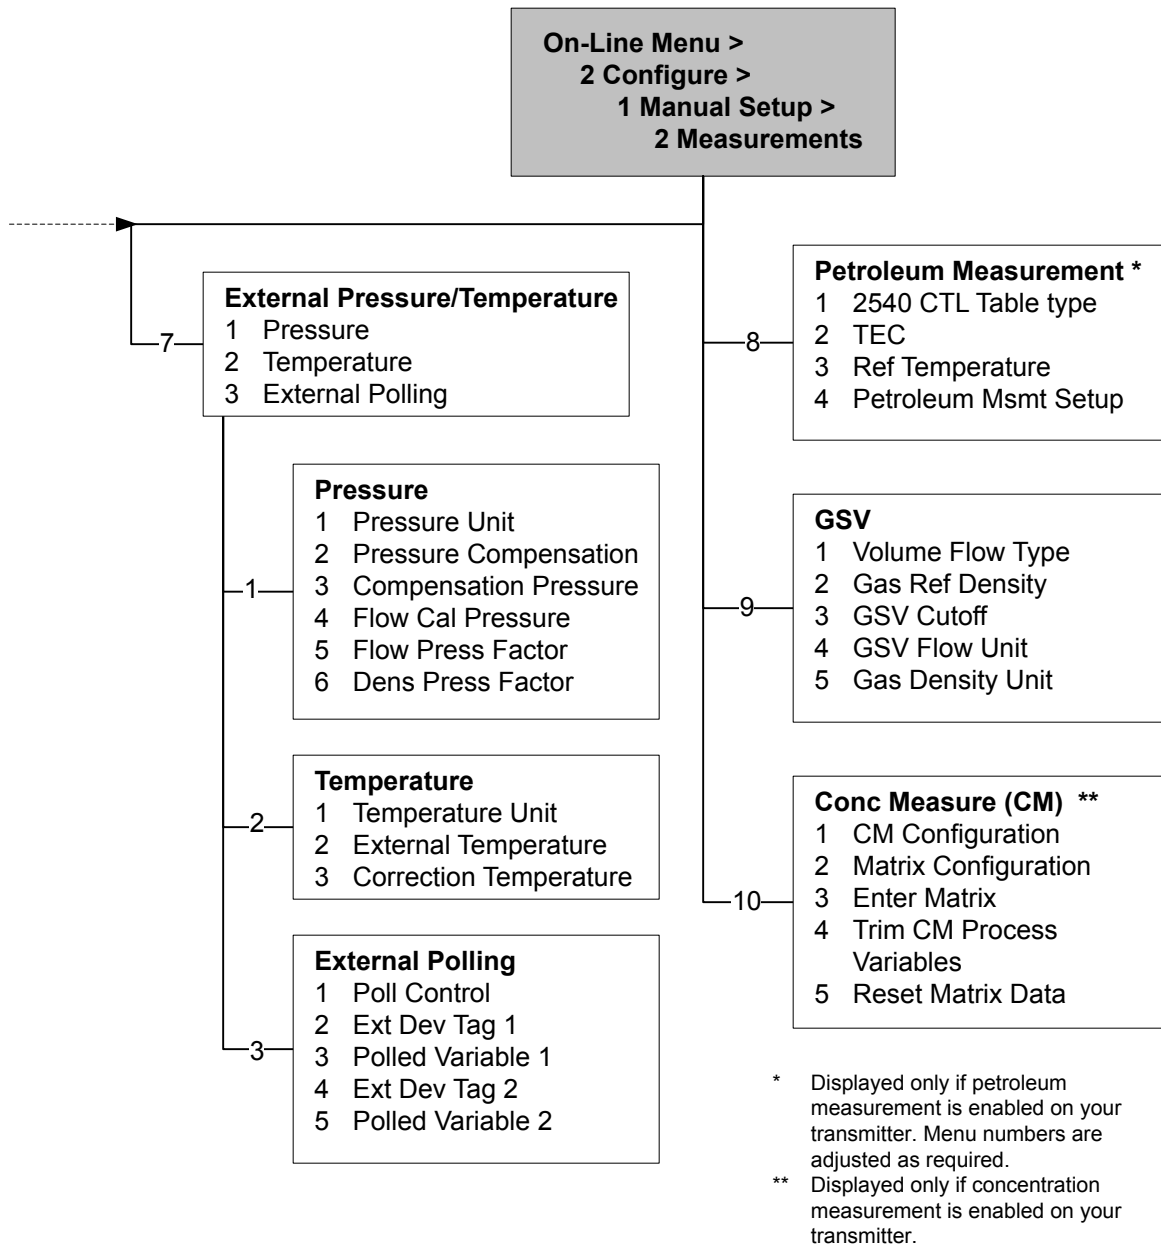 On-Line Menu >
2 Configure >
1 Manual Setup >
2 Measurements
7
External Pressure/Temperature
1 Pressure
2 Temperature
3 External Polling
1
Pressure
1 Pressure Unit
2 Pressure Compensation
3 Compensation Pressure
4 Flow Cal Pressure
5 Flow Press Factor
6 Dens Press Factor
2
Temperature
1 Temperature Unit
2 External Temperature
3 Correction Temperature
3
External Polling
1 Poll Control
2 Ext Dev Tag 1
3 Polled Variable 1
4 Ext Dev Tag 2
5 Polled Variable 2
8
Petroleum Measurement *
1 2540 CTL Table type
2 TEC
3 Ref Temperature
4 Petroleum Msmt Setup
9
GSV
1 Volume Flow Type
2 Gas Ref Density
3 GSV Cutoff
4 GSV Flow Unit
5 Gas Density Unit
10
Conc Measure (CM) **
1 CM Configuration
2 Matrix Configuration
3 Enter Matrix
4 Trim CM Process
Variables
5 Reset Matrix Data
* Displayed only if petroleum
measurement is enabled on your
transmitter. Menu numbers are
adjusted as required.
** Displayed only if concentration
measurement is enabled on your
transmitter.